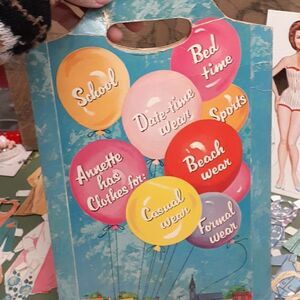 School
Bed
time
Date-time
wear
Sports
Annette
has
Clothes for:
Beach
wear
Casual
wear
Formal
wear